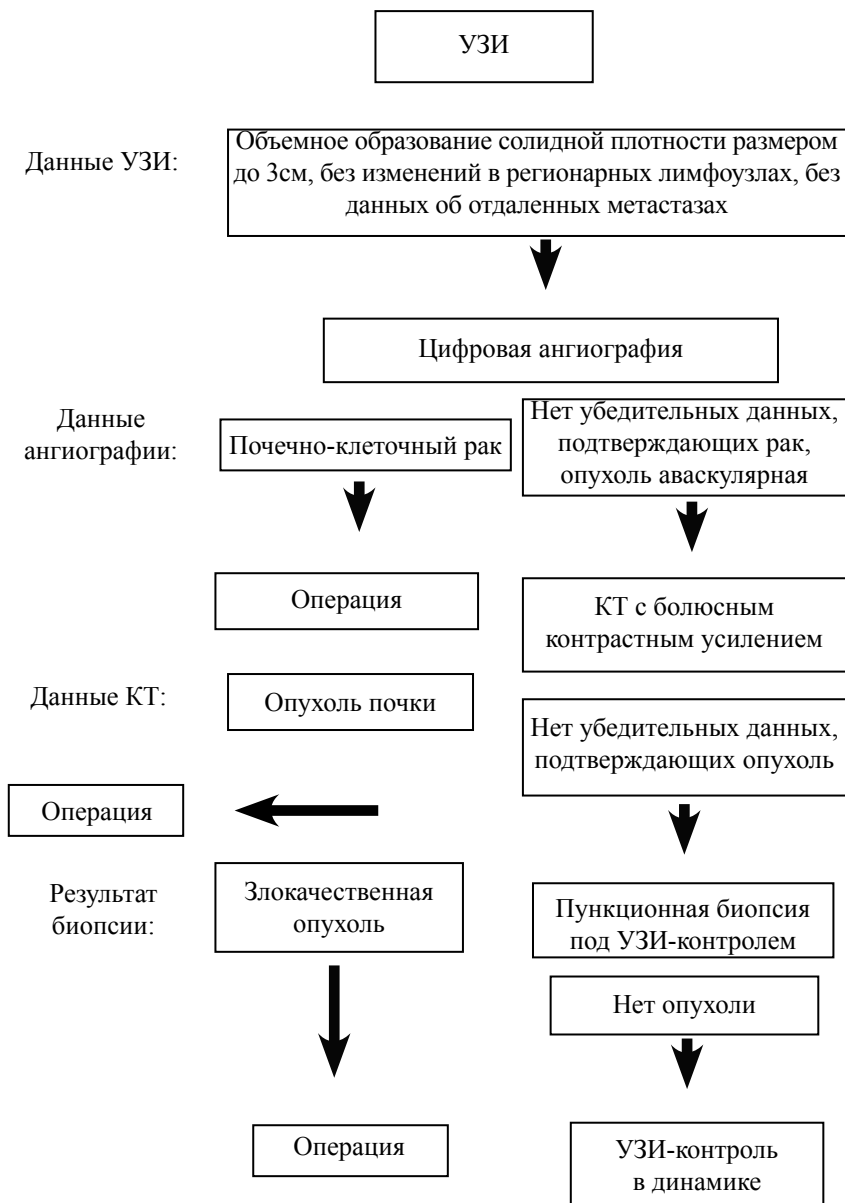 УЗИ
Данные УЗИ:
Объемное образование солидной плотности размером
до 3см, без изменений в регионарных лимфоузлах, без
данных об отдаленных метастазах
Цифровая ангиография
Данные
ангиографии:
Почечно-клеточный рак
Нет убедительных данных,
подтверждающих рак,
опухоль аваскулярная
Операция
КТ с болюсным
контрастным усилением
Данные КТ:
Опухоль почки
Нет убедительных данных,
подтверждающих опухоль
Операция
Результат
биопсии:
Злокачественная
опухоль
Пункционная биопсия
под УЗИ-контролем
Нет опухоли
Операция
УЗИ-контроль
в динамике